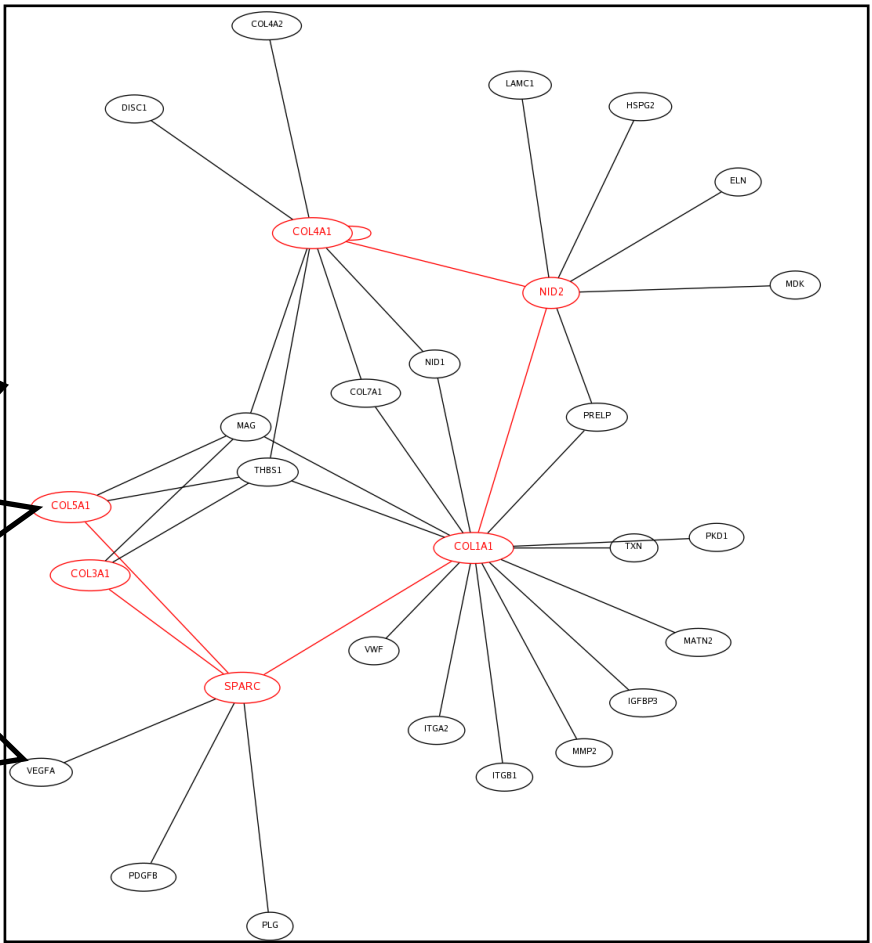 COL4A2
LAMC1
HSPG2
DISC1
ELN
COL4A1
MDK
NID2
NID1
COL7A1
PRELP
MAG
THBS1
COL5A1
PKD1
TXN
COL1A1
COL3A1
MATN2
VWF
SPARC
IGFBP3
ITGA2
MMP2
VEGFA
ITGB1
PDGFB
PLG